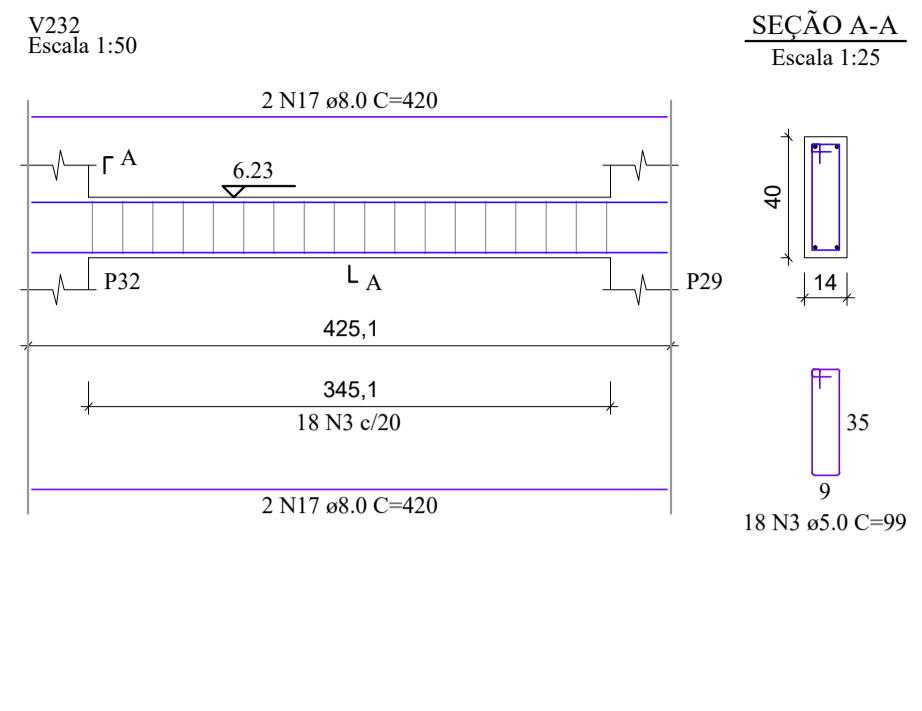 V232
Escala 1:50
SEÇÃO A-A
Escala 1:25
2 N17 ø8.0 C=420
A
6.23
40
14
P32
A
P29
425,1
345,1
18 N3 c/20
35
9
2 N17 ø8.0 C=420
18 N3 ø5.0 C=99